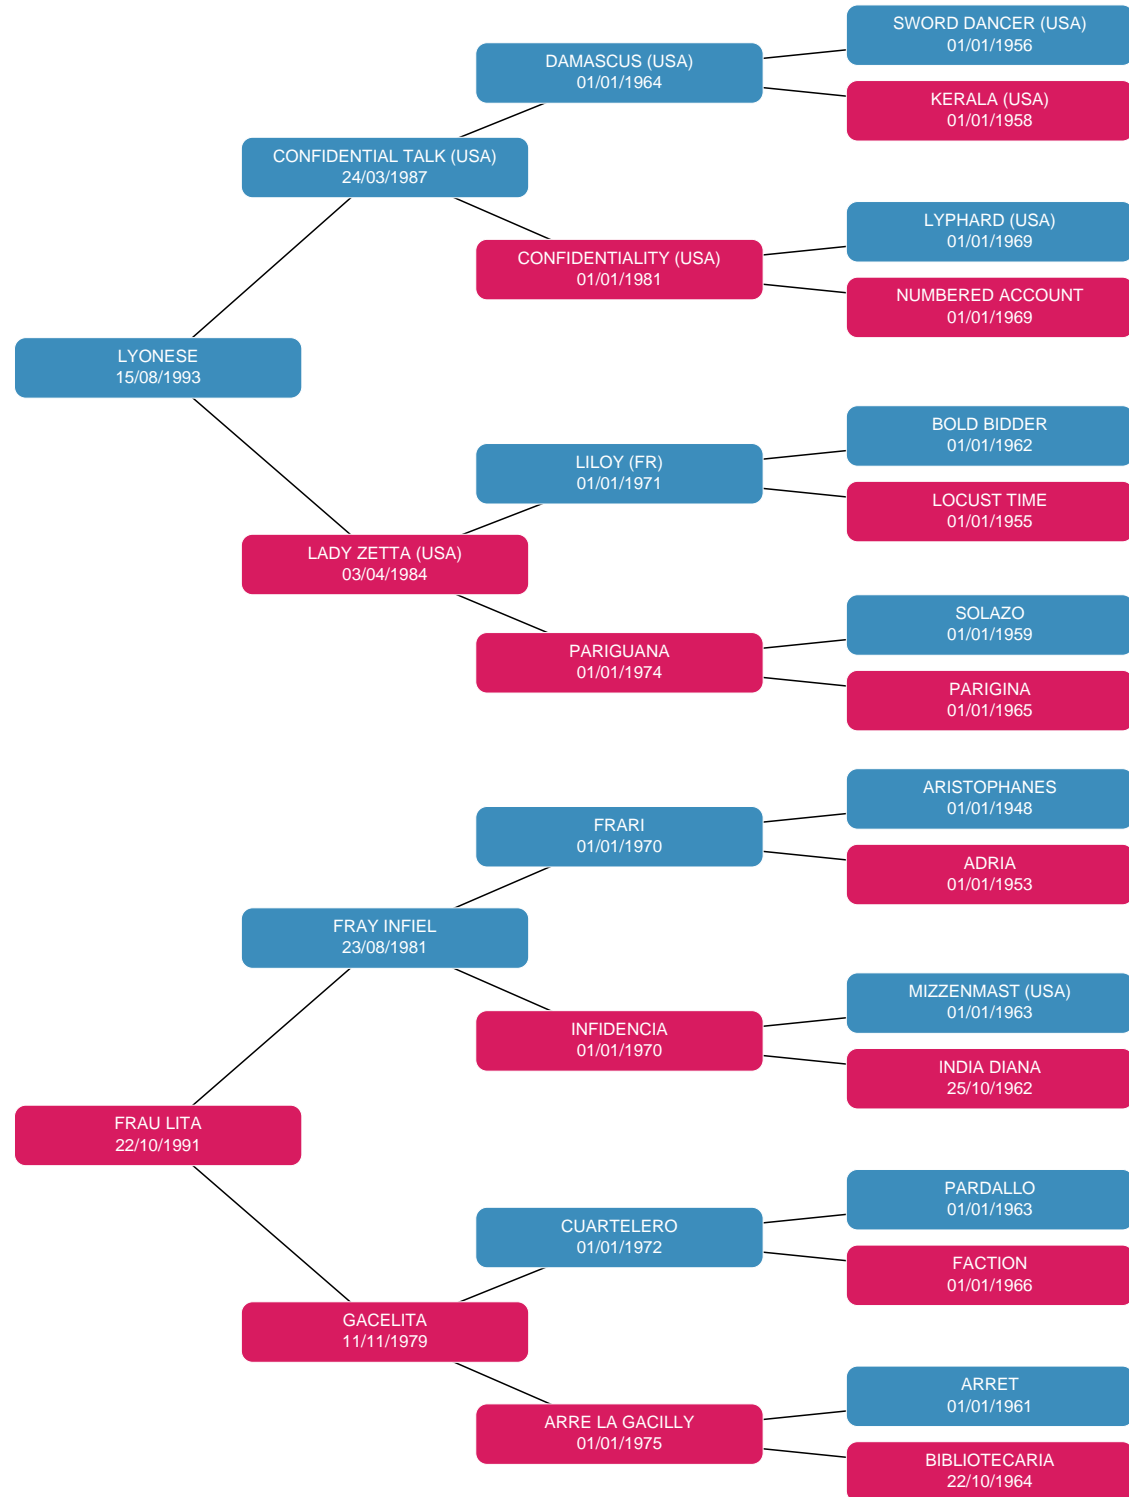 SWORD DANCER (USA)
01/01/1956
DAMASCUS (USA)
01/01/1964
KERALA (USA)
01/01/1958
CONFIDENTIAL TALK (USA)
24/03/1987
LYPHARD (USA)
01/01/1969
CONFIDENTIALITY (USA)
01/01/1981
NUMBERED ACCOUNT
01/01/1969
LYONESE
15/08/1993
BOLD BIDDER
01/01/1962
LILOY (FR)
01/01/1971
LOCUST TIME
01/01/1955
LADY ZETTA (USA)
03/04/1984
SOLAZO
01/01/1959
PARIGUANA
01/01/1974
PARIGINA
01/01/1965
ARISTOPHANES
01/01/1948
FRARI
01/01/1970
ADRIA
01/01/1953
FRAY INFIEL
23/08/1981
MIZZENMAST (USA)
01/01/1963
INFIDENCIA
01/01/1970
INDIA DIANA
25/10/1962
FRAU LITA
22/10/1991
PARDALLO
01/01/1963
CUARTELERO
01/01/1972
FACTION
01/01/1966
GACELITA
11/11/1979
ARRET
01/01/1961
ARRE LA GACILLY
01/01/1975
BIBLIOTECARIA
22/10/1964